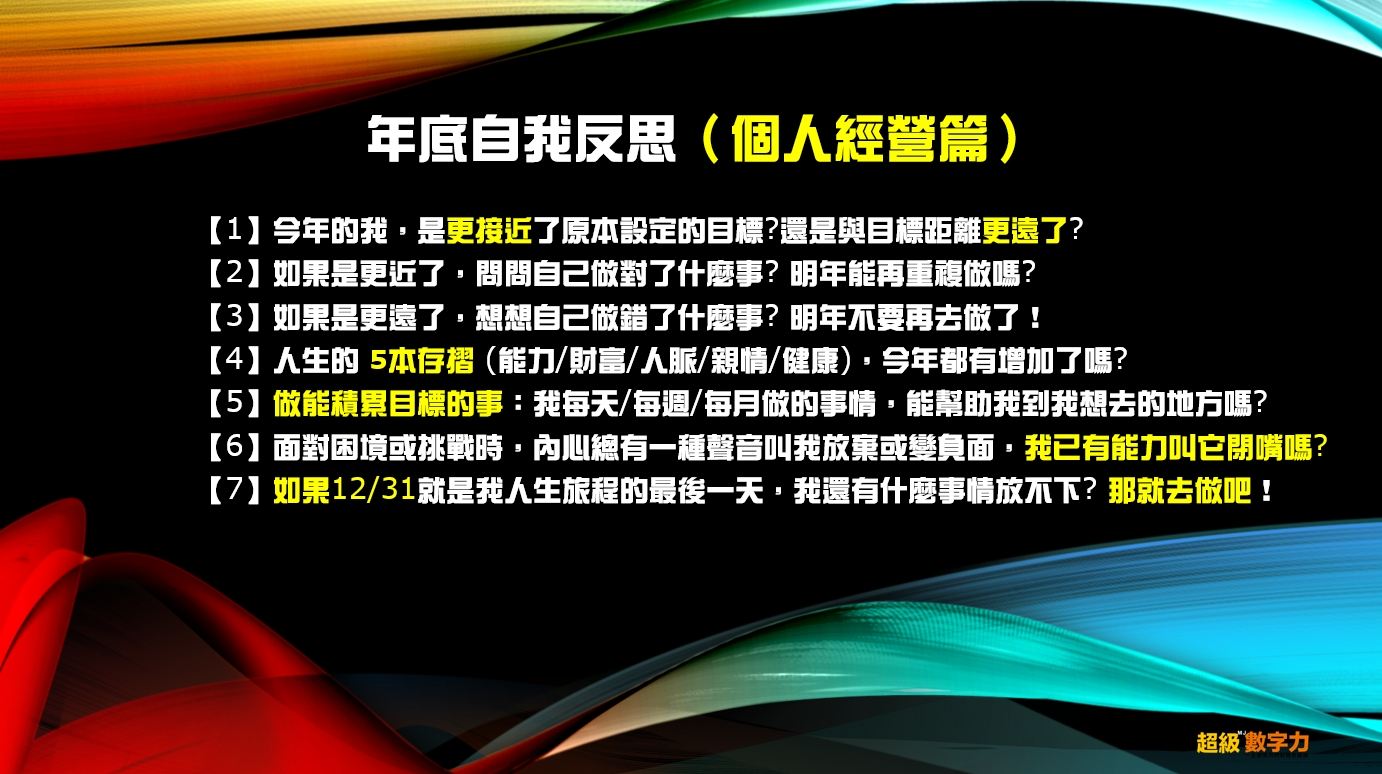 年底自我反思（個人經營篇）
【1】今年的我，是更接近了原本設定的目標?還是與目標距離更遠了?
【2】如果是更近了，問問自己做對了什麼事? 明年能再重複做嗎?
【3】如果是更遠了，想想自己做錯了什麼事? 明年不要再去做了！
【4】人生的 5本存摺 (能力/財富/人脈/親情/健康)，今年都有增加了嗎?
【5】做能積累目標的事：我每天/每週/每月做的事情，能幫助我到我想去的地方嗎?
【6】面對困境或挑戰時，內心總有一種聲音叫我放棄或變負面，我已有能力叫它閉嘴嗎?
【7】如果12/31就是我人生旅程的最後一天，我還有什麼事情放不下? 那就去做吧！
超級MJ數字力